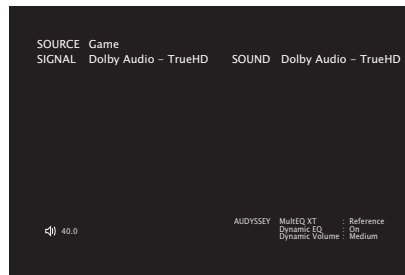 SOURCE Game
SIGNAL Dolby Audio – TrueHD SOUND Dolby Audio – TrueHD
AUDYSSEY MultEQ XT : Reference
Dynamic EQ : On
Dynamic Volume : Medium
40.0